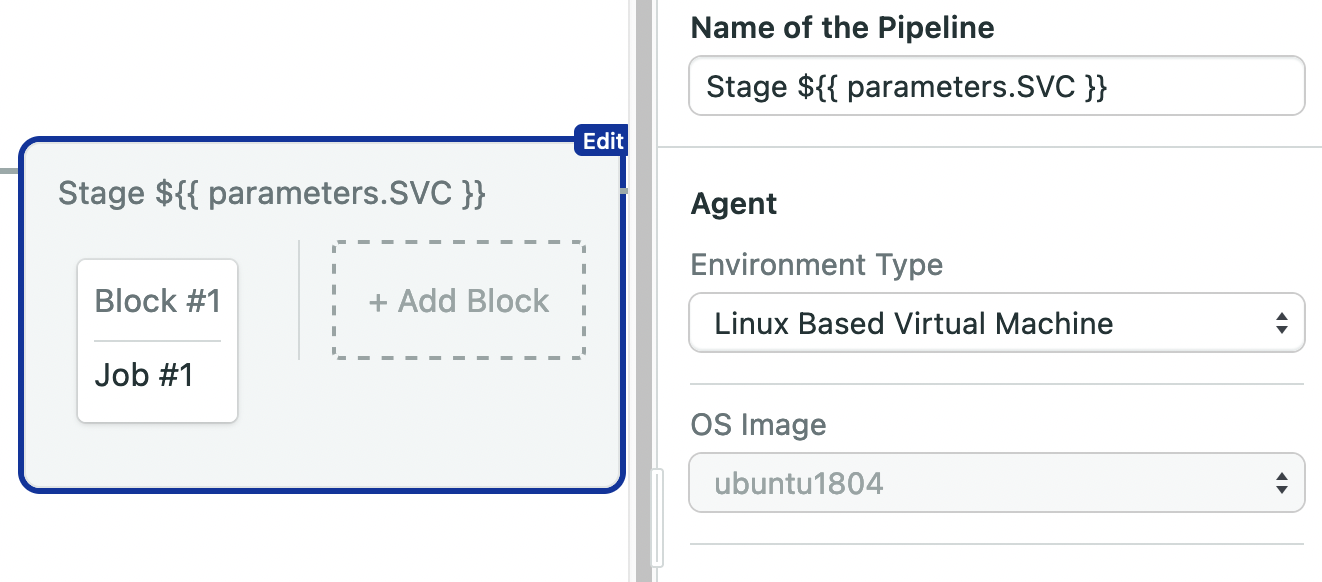 Edit
Stage ${{ parameters.SVC }}
Block #1
Job #1
+ Add Block
Name of the Pipeline
Stage ${{ parameters.SVC }}
Agent
Environment Type
Linux Based Virtual Machine
OS Image
ubuntu1804